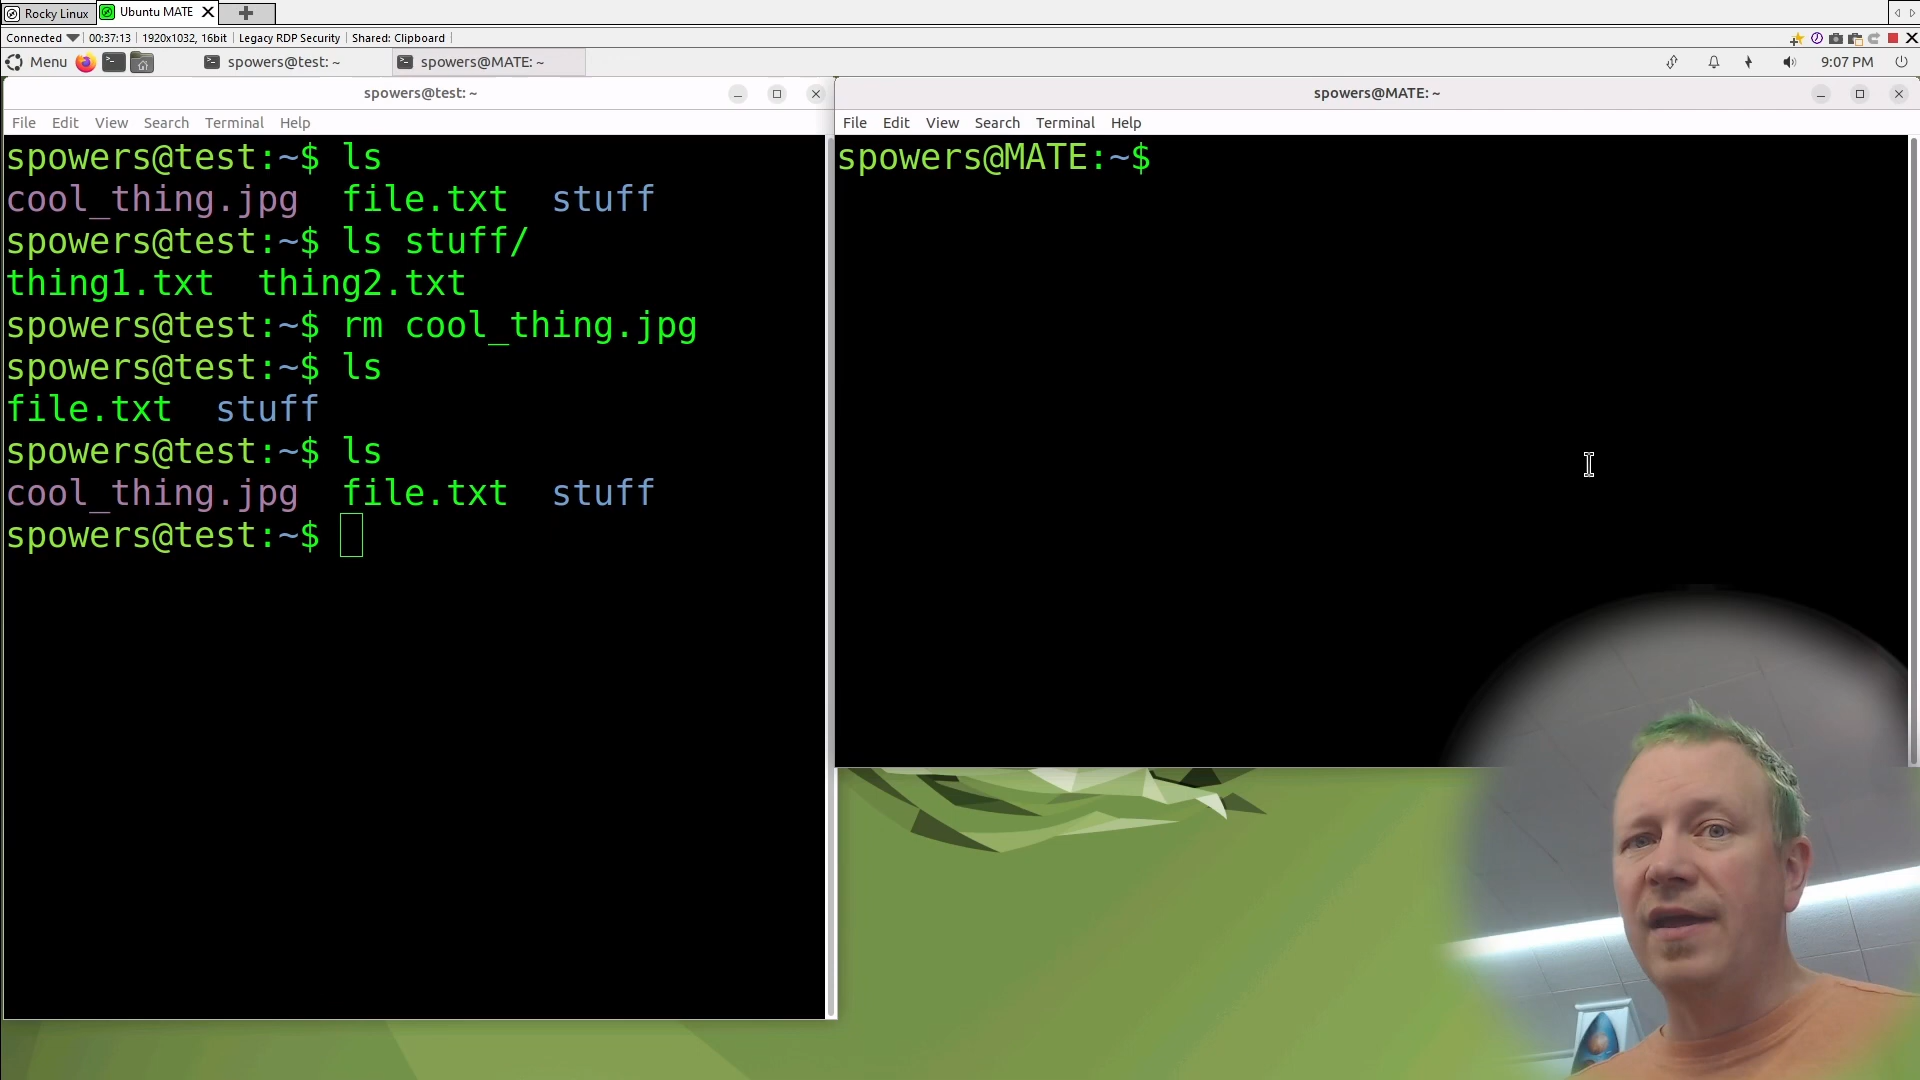 Rocky Linux
Ubuntu MATE
Connected 00:37:13 1920x1032, 16bit Legacy RDP Security Shared: Clipboard
Menu spowers@test: ~ spowers@MATE: ~ 9:07 PM
spowers@test: ~
File Edit View Search Terminal Help
spowers@test:~$ ls
cool_thing.jpg file.txt stuff
spowers@test:~$ ls stuff/
thing1.txt thing2.txt
spowers@test:~$ rm cool_thing.jpg
spowers@test:~$ ls
file.txt stuff
spowers@test:~$ ls
cool_thing.jpg file.txt stuff
spowers@test:~$
spowers@MATE: ~
File Edit View Search Terminal Help
spowers@MATE:~$